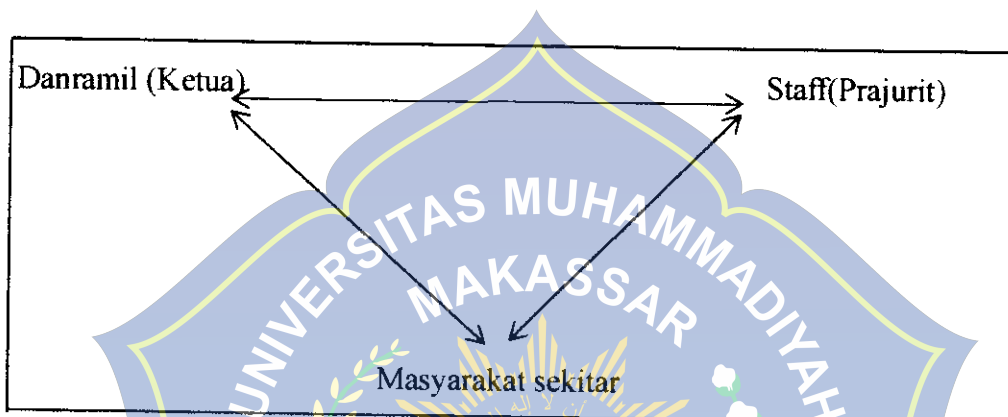 Danramil (Ketua)
Staff(Prajurit)
UNIVERSITAS MUHAMMADIYAH
MAKASSAR
Masyarakat sekitar